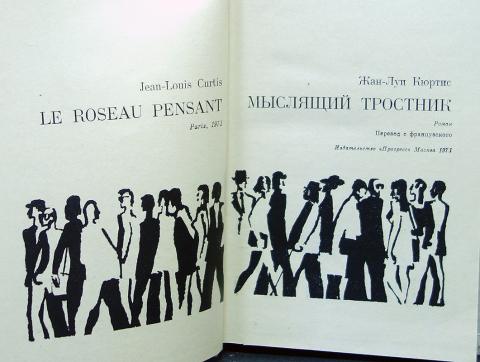 Jean-Louis Curtis
LE ROSEAU PENSANT
Paris, 1971
Жан-Луи Кюртис
МЫСЛЯЩИЙ ТРОСТНИК
Роман
Перевод с французского
Издательство «Прогресс» Москва 1973